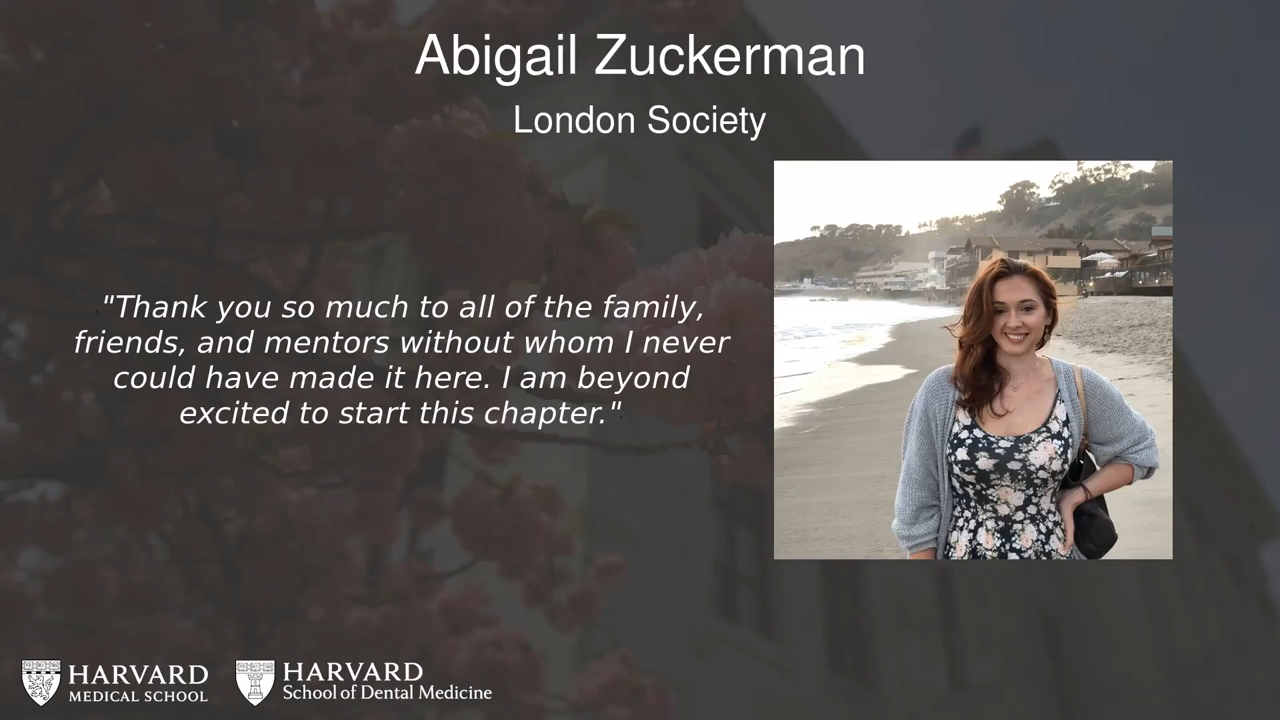 Abigail Zuckerman
London Society
"Thank you so much to all of the family,
friends, and mentors without whom I never
could have made it here. I am beyond
excited to start this chapter."
HARVARD
MEDICAL SCHOOL
HARVARD
School of Dental Medicine